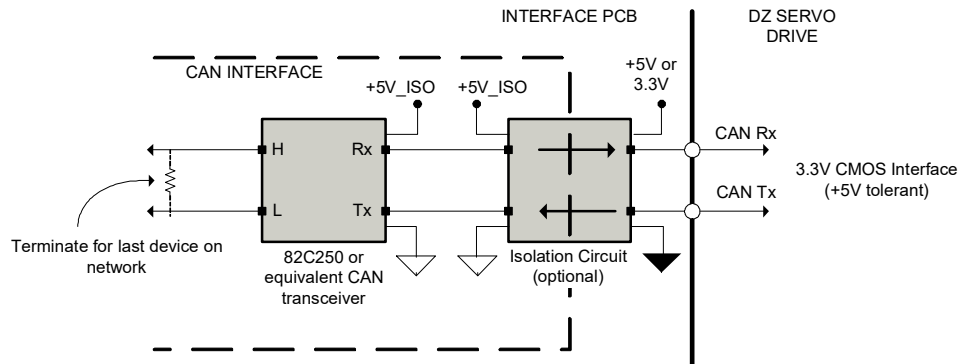 INTERFACE PCB
DZ SERVO
DRIVE
CAN INTERFACE
+5V_ISO
+5V_ISO
+5V or
3.3V
H
Rx
L
Tx
CAN Rx
CAN Tx
3.3V CMOS Interface
(+5V tolerant)
Terminate for last device on
network
82C250 or
equivalent CAN
transceiver
Isolation Circuit
(optional)